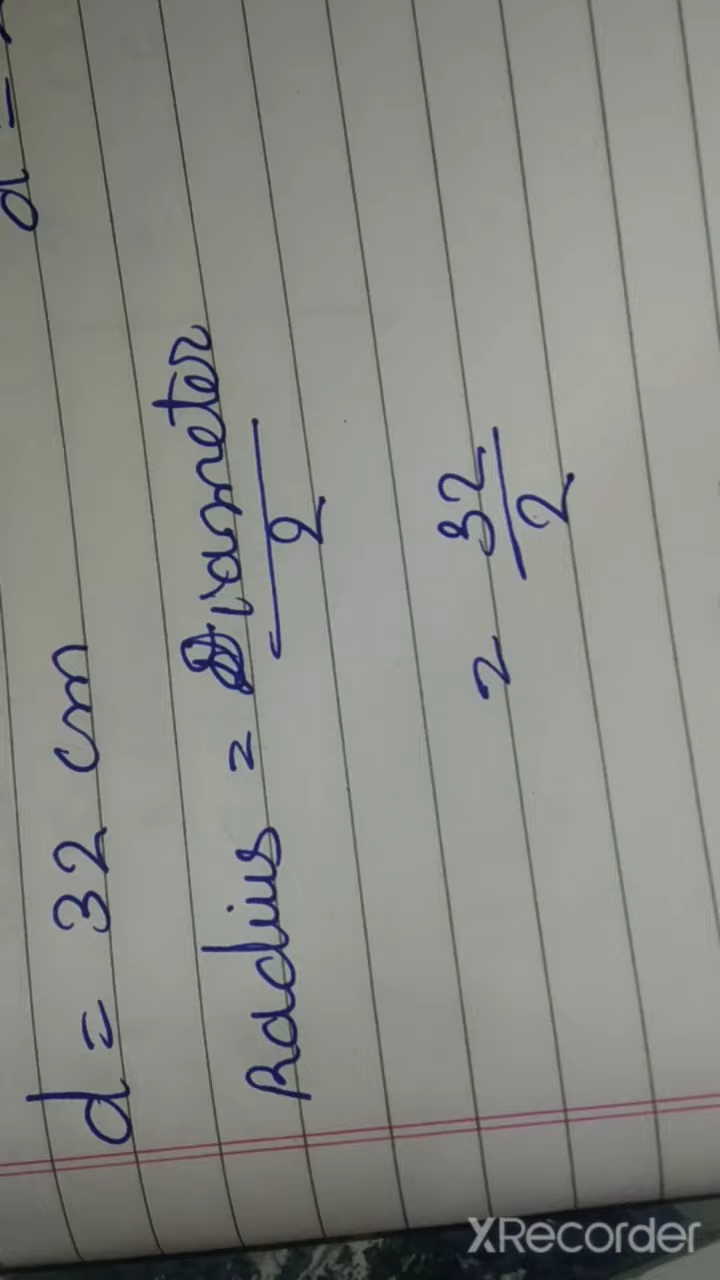 d =
d = 32 cm
Radius = Diameter
2
= 32
2
XRecorder